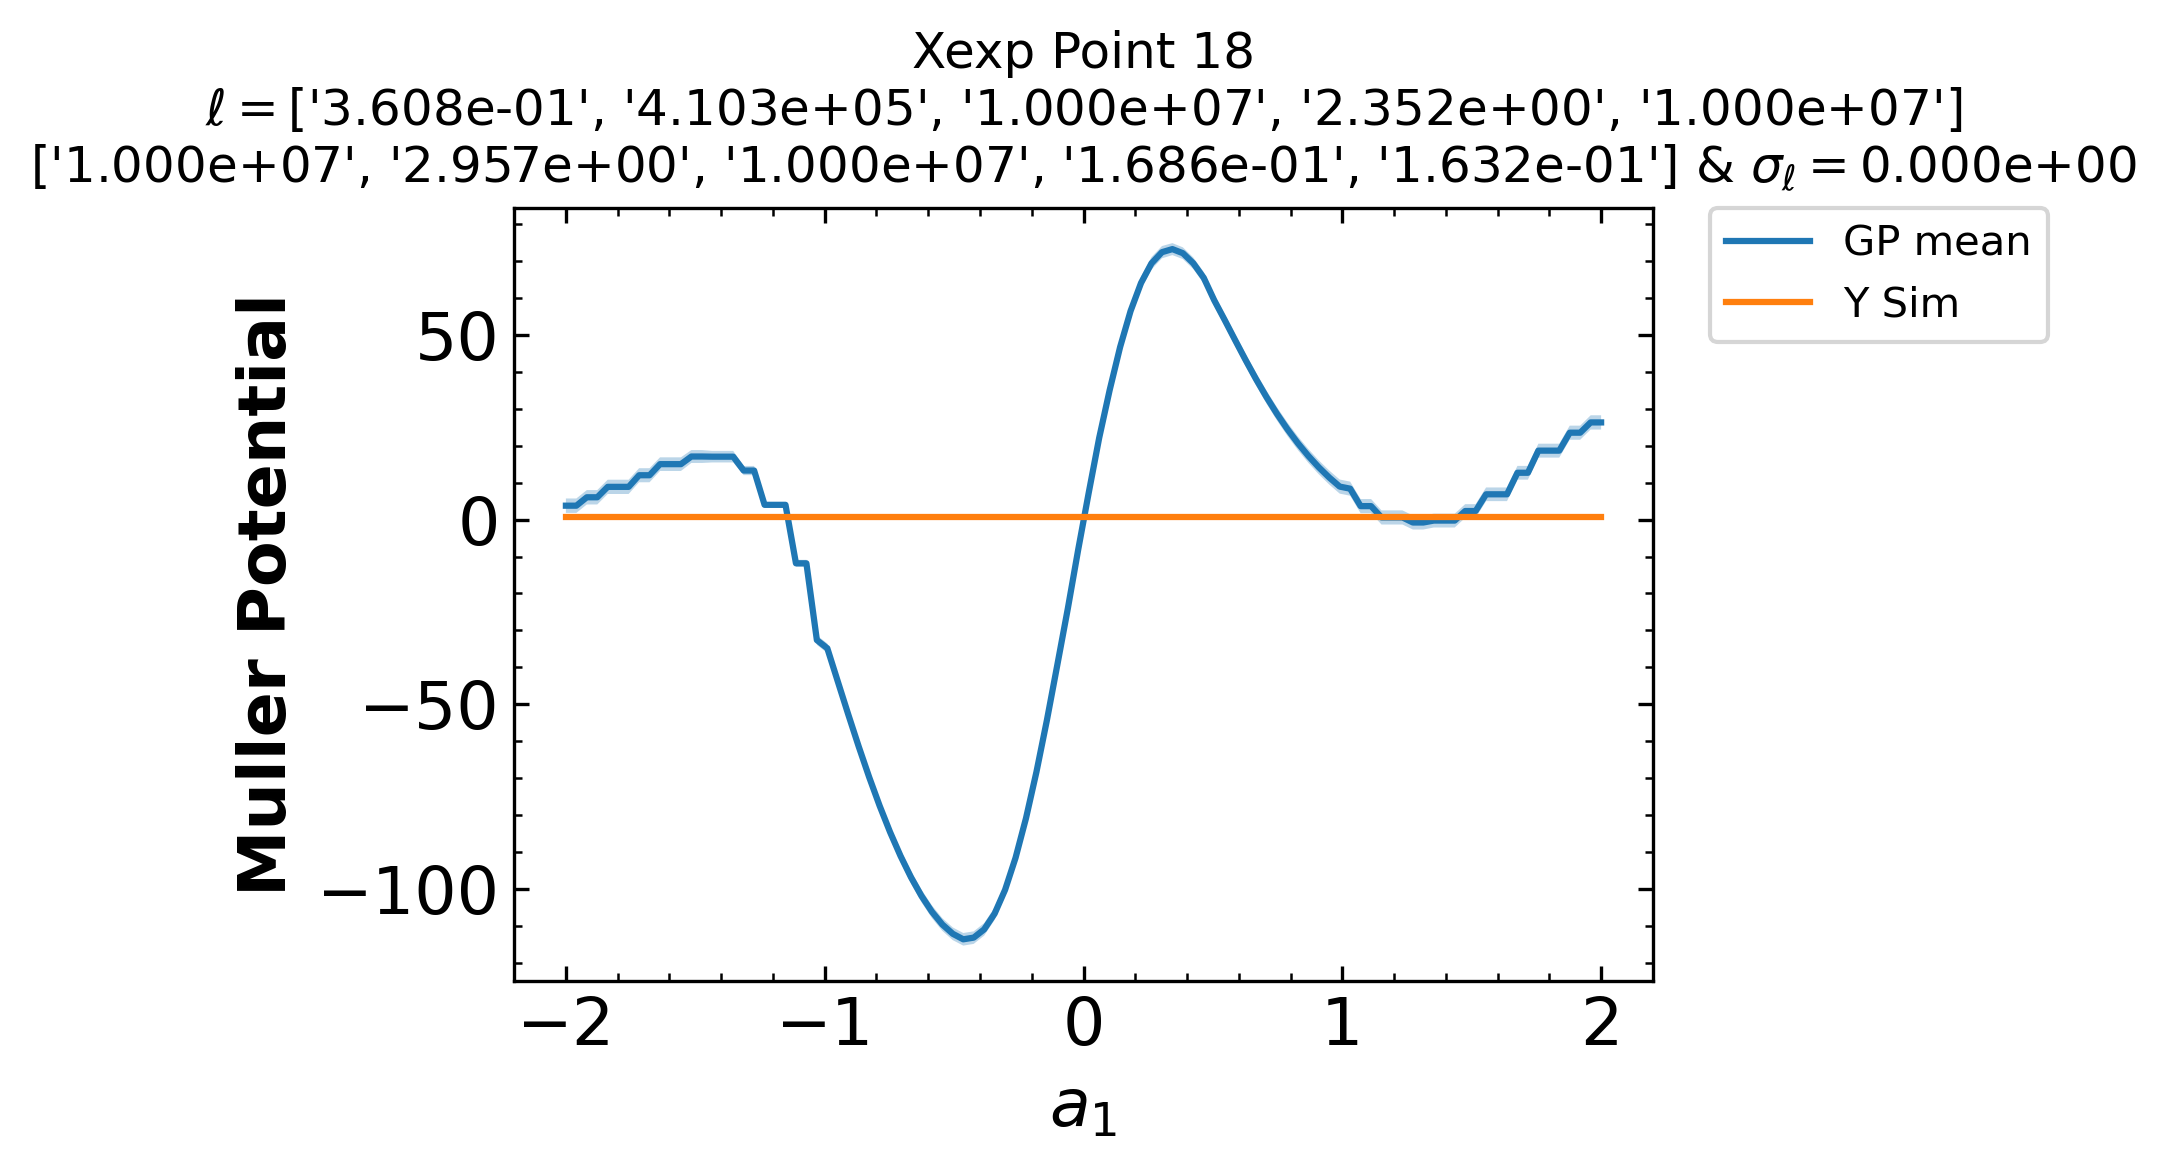 Xexp Point 18
ℓ = ['3.608e-01', '4.103e+05', '1.000e+07', '2.352e+00', '1.000e+07']
['1.000e+07', '2.957e+00', '1.000e+07', '1.686e-01', '1.632e-01'] & σℓ = 0.000e+00
GP mean
Y Sim
Muller Potential
50
0
−50
−100
−2 −1 0 1 2
a₁